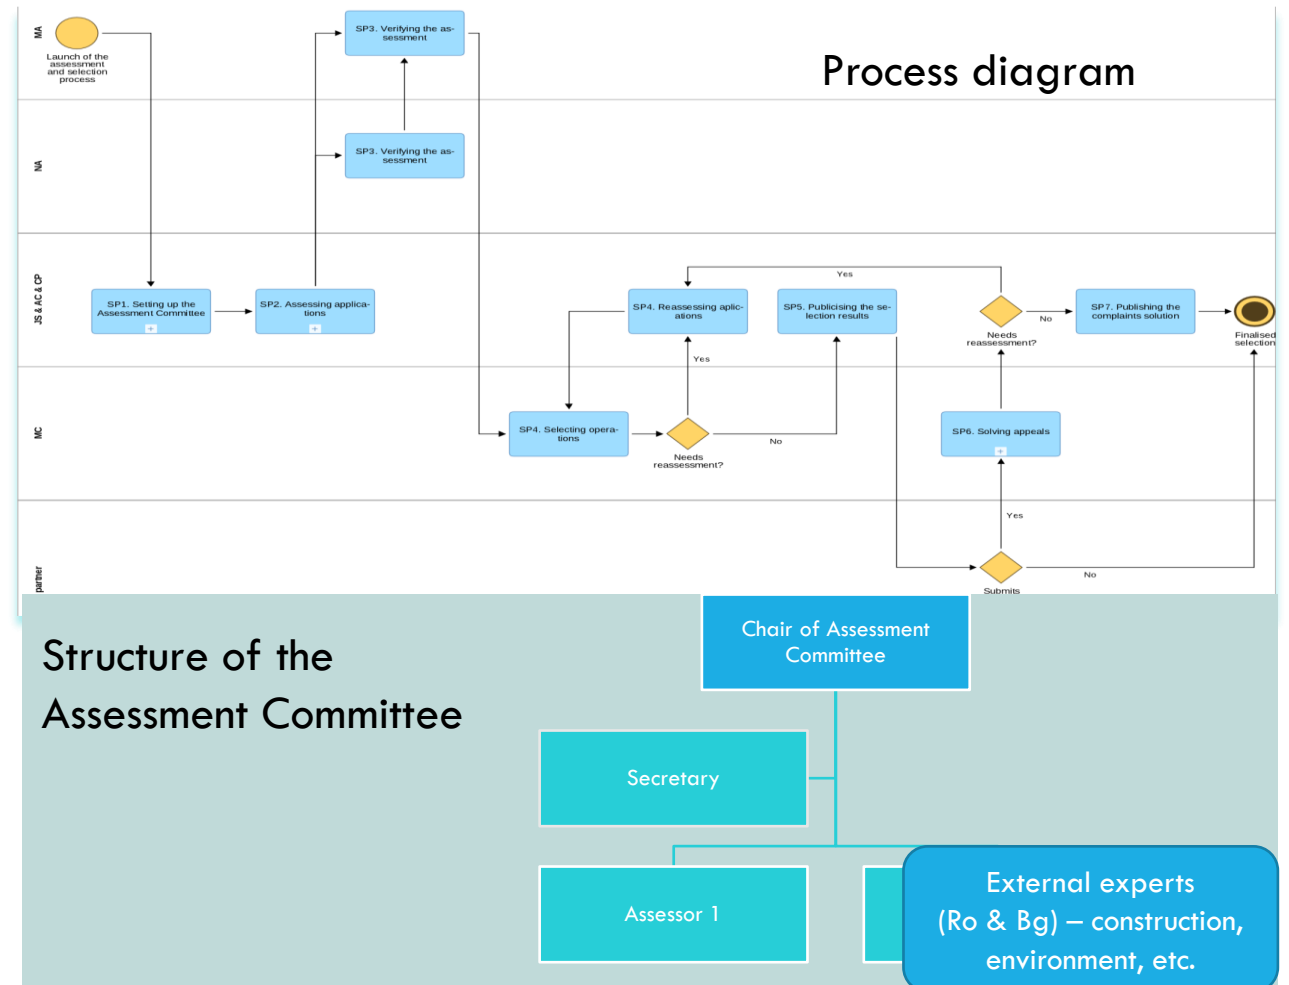 MA
Launch of the
assessment
and selection
process
SP3. Verifying the as-
sessment
Process diagram
NA
SP3. Verifying the as-
sessment
JS & AC & CP
SP1. Setting up the
Assessment Committee
SP2. Assessing applica-
tions
SP4. Reassessing aplic-
ations
SP5. Publicising the se-
lection results
Yes
Needs
reassessment?
No
SP7. Publishing the
complaints solution
Finalised
selection
Yes
MC
SP4. Selecting opera-
tions
Needs
reassessment?
No
SP6. Solving appeals
Yes
partner
No
Submits
Structure of the
Assessment Committee
Chair of Assessment
Committee
Secretary
Assessor 1
External experts
(Ro & Bg) – construction,
environment, etc.